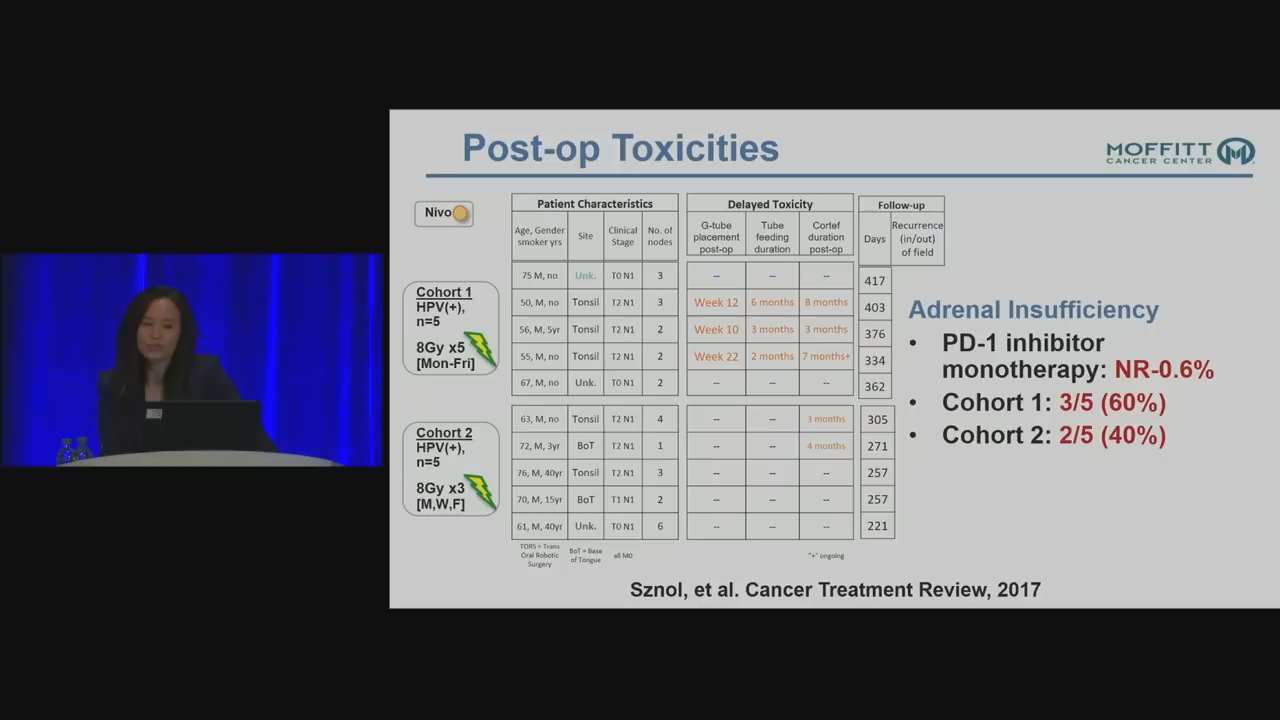 Post-op Toxicities
MOFFITT
CANCER CENTER
Nivo
Patient Characteristics
Delayed Toxicity
Follow-up
Age, Gender
smoker yrs
Site
Clinical
Stage
No. of
nodes
G-tube
placement
post-op
Tube
feeding
duration
Cortef
duration
post-op
Days
Recurrence
(in/out)
of field
Cohort 1
HPV(+),
n=5
8Gy x5
[Mon-Fri]
75 M, no Unk. T0 N1 3 -- -- -- 417
50, M, no Tonsil T2 N1 3 Week 12 6 months 8 months 403
56, M, 5yr Tonsil T2 N1 2 Week 10 3 months 3 months 376
55, M, no Tonsil T2 N1 2 Week 22 2 months 7 months+ 334
67, M, no Unk. T0 N1 2 -- -- -- 362
Cohort 2
HPV(+),
n=5
8Gy x3
[M,W,F]
63, M, no Tonsil T2 N1 4 -- -- 3 months 305
72, M, 3yr BoT T2 N1 1 -- -- 4 months 271
76, M, 40yr Tonsil T2 N1 3 -- -- -- 257
70, M, 15yr BoT T1 N1 2 -- -- -- 257
61, M, 40yr Unk. T0 N1 6 -- -- -- 221
TORS = Trans
Oral Robotic
Surgery
BoT = Base
of Tongue
all M0
"+" ongoing
Adrenal Insufficiency
• PD-1 inhibitor
monotherapy: NR-0.6%
• Cohort 1: 3/5 (60%)
• Cohort 2: 2/5 (40%)
Sznol, et al. Cancer Treatment Review, 2017